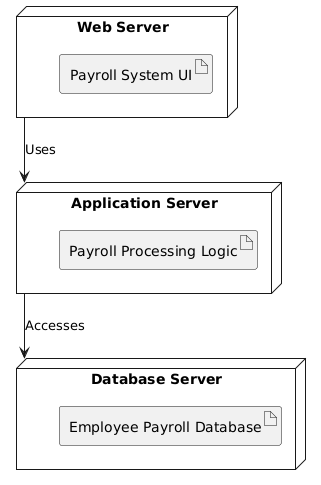 Web Server
Payroll System UI
Uses
Application Server
Payroll Processing Logic
Accesses
Database Server
Employee Payroll Database